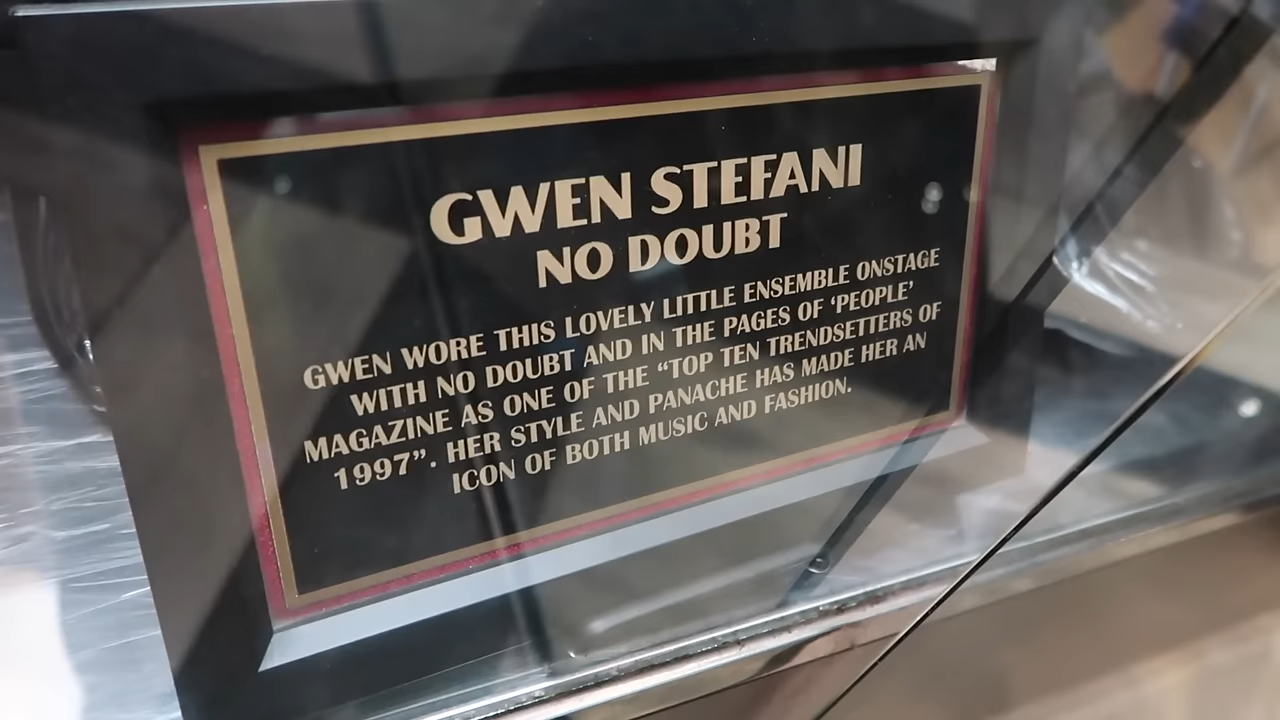 GWEN STEFANI
NO DOUBT
GWEN WORE THIS LOVELY LITTLE ENSEMBLE ONSTAGE
WITH NO DOUBT AND IN THE PAGES OF ‘PEOPLE’
MAGAZINE AS ONE OF THE “TOP TEN TRENDSETTERS OF
1997”. HER STYLE AND PANACHE HAS MADE HER AN
ICON OF BOTH MUSIC AND FASHION.